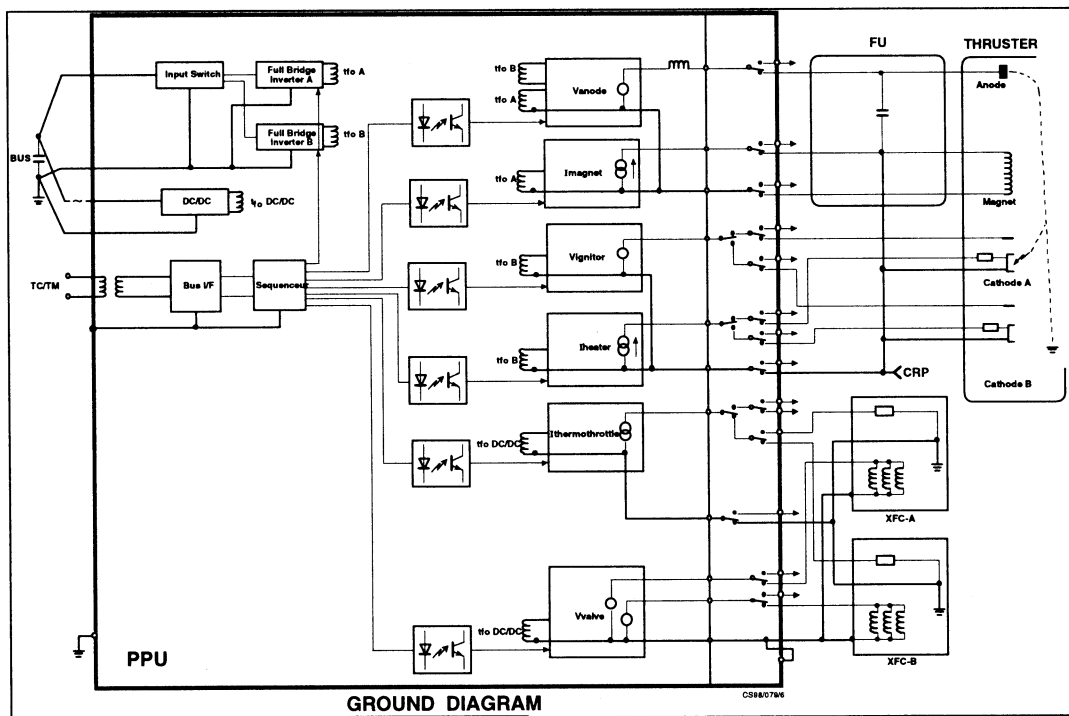 FU
THRUSTER
Input Switch
Full Bridge
Inverter A
tfo A
Full Bridge
Inverter B
tfo B
BUS
DC/DC
tfo DC/DC
TC/TM
Bus I/F
Sequenceur
tfo B
tfo A
Vanode
tfo A
Imagnet
tfo B
Vignitor
tfo B
Iheater
tfo DC/DC
Ithermothrottle
tfo DC/DC
Vvalve
Anode
Magnet
Cathode A
Cathode B
CRP
XFC-A
XFC-B
PPU
CS98/079/6
GROUND DIAGRAM